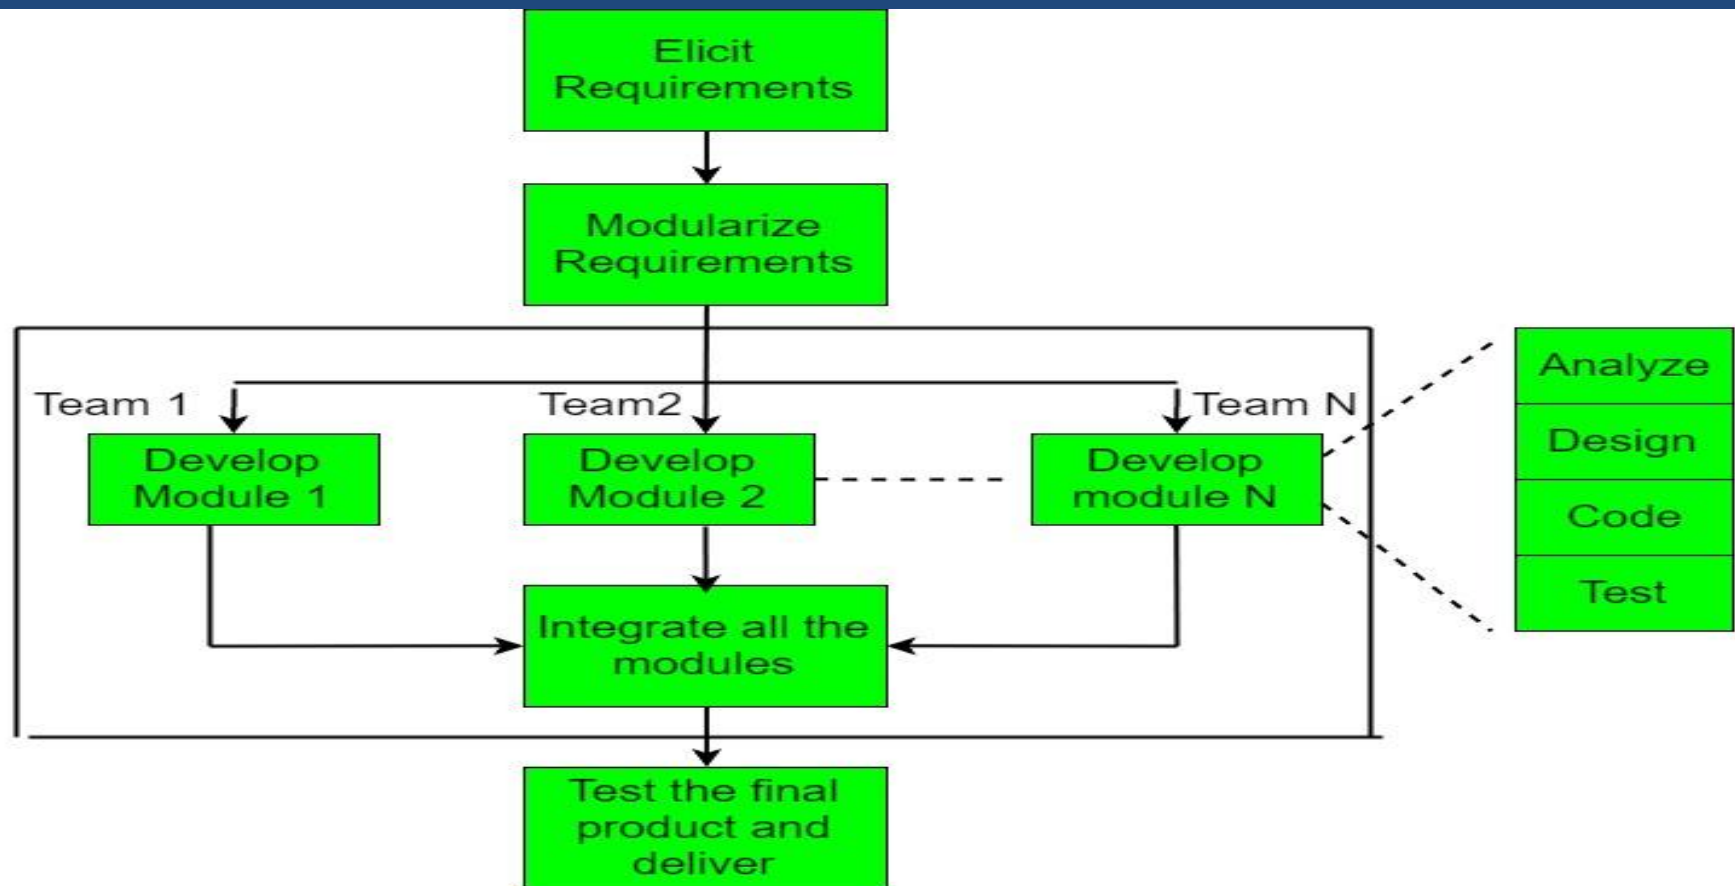 Elicit
Requirements
Modularize
Requirements
Team 1
Team2
Team N
Develop
Module 1
Develop
Module 2
Develop
module N
Analyze
Design
Code
Test
Integrate all the
modules
Test the final
product and
deliver